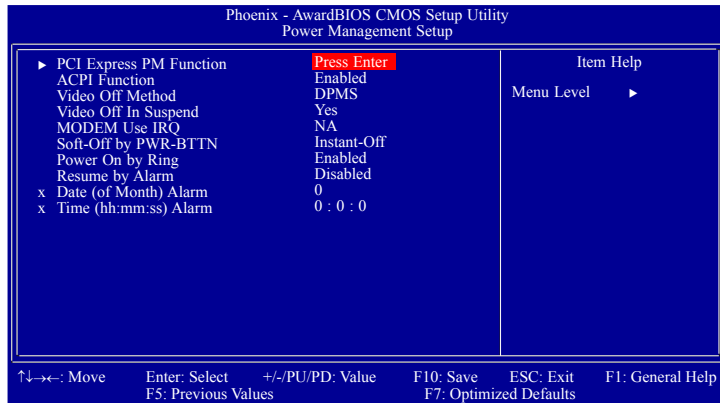 Phoenix - AwardBIOS CMOS Setup Utility
Power Management Setup
► PCI Express PM Function Press Enter
ACPI Function Enabled
Video Off Method DPMS
Video Off In Suspend Yes
MODEM Use IRQ NA
Soft-Off by PWR-BTTN Instant-Off
Power On by Ring Enabled
Resume by Alarm Disabled
x Date (of Month) Alarm 0
x Time (hh:mm:ss) Alarm 0 : 0 : 0
Item Help
Menu Level ►
↑↓→←: Move Enter: Select +/-/PU/PD: Value F10: Save ESC: Exit F1: General Help
F5: Previous Values F7: Optimized Defaults